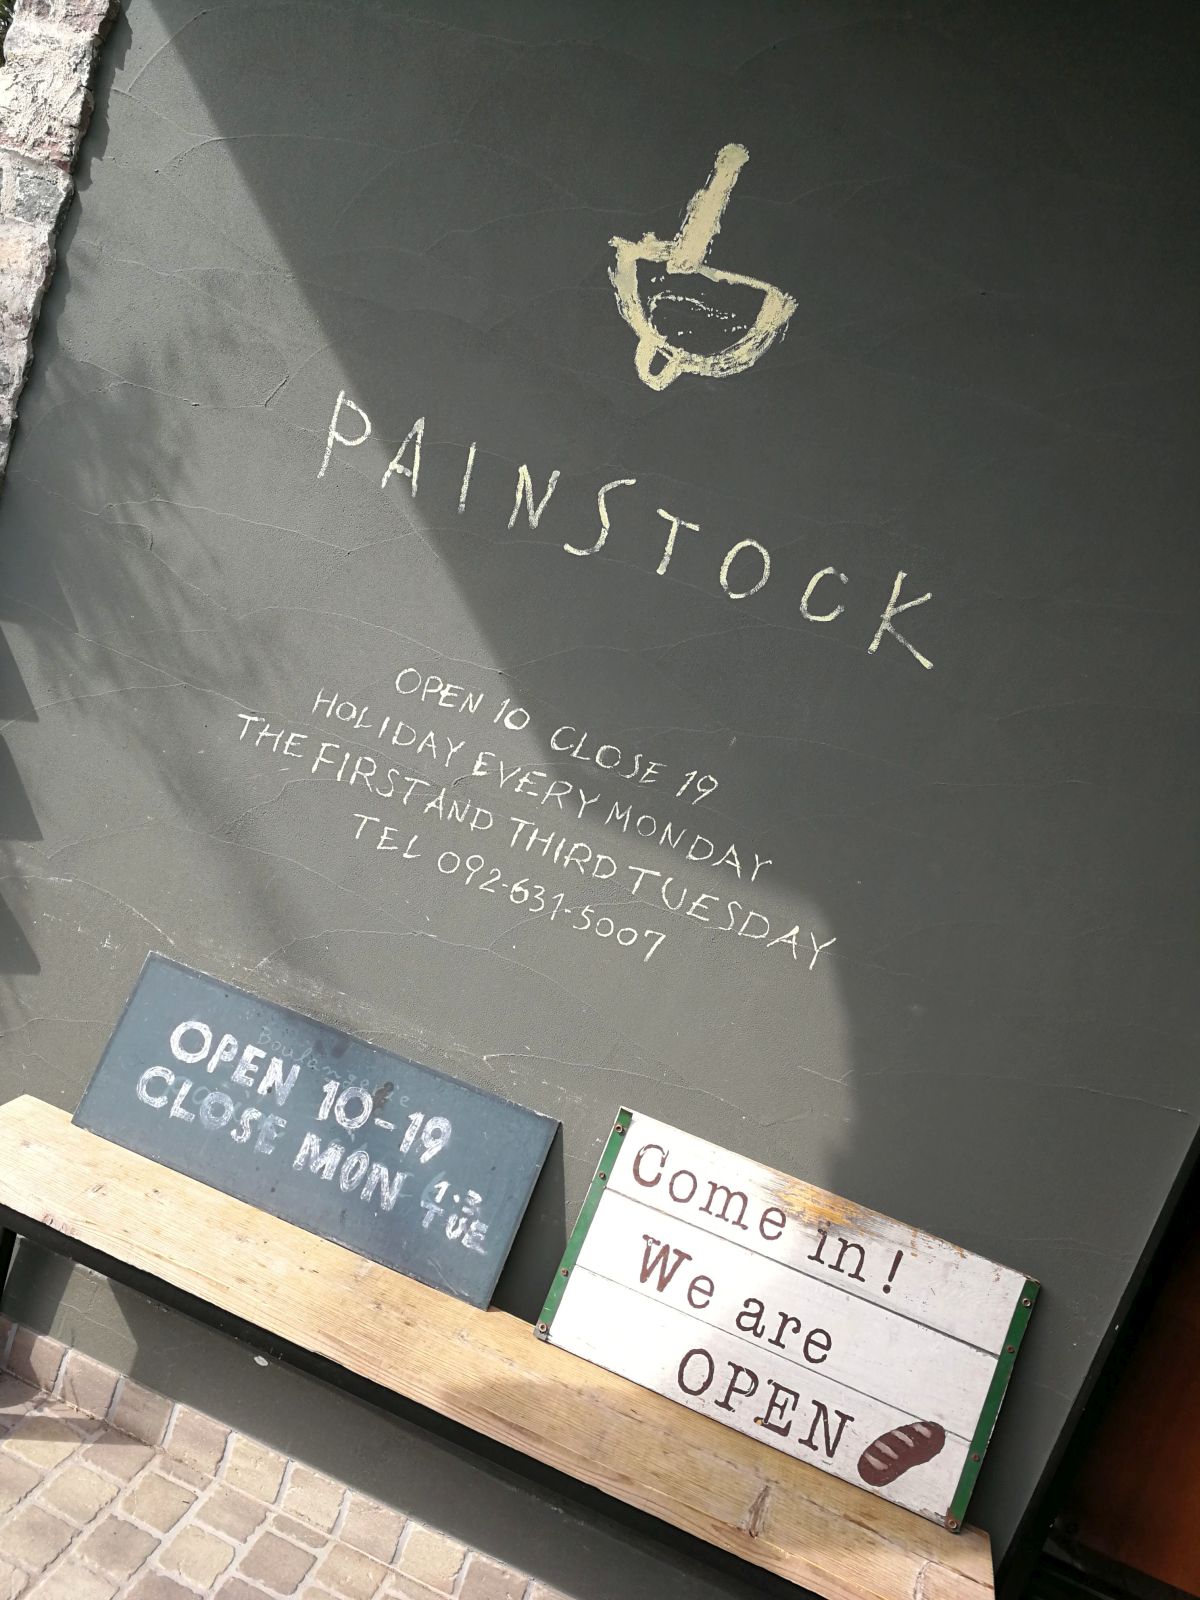 PAINSTOCK
OPEN 10 CLOSE 19
HOLIDAY EVERY MONDAY
THE FIRST AND THIRD TUESDAY
TEL 092-631-5007
Boulangerie
OPEN 10-19
CLOSE MON 1.3 TUE
Come in!
We are
OPEN